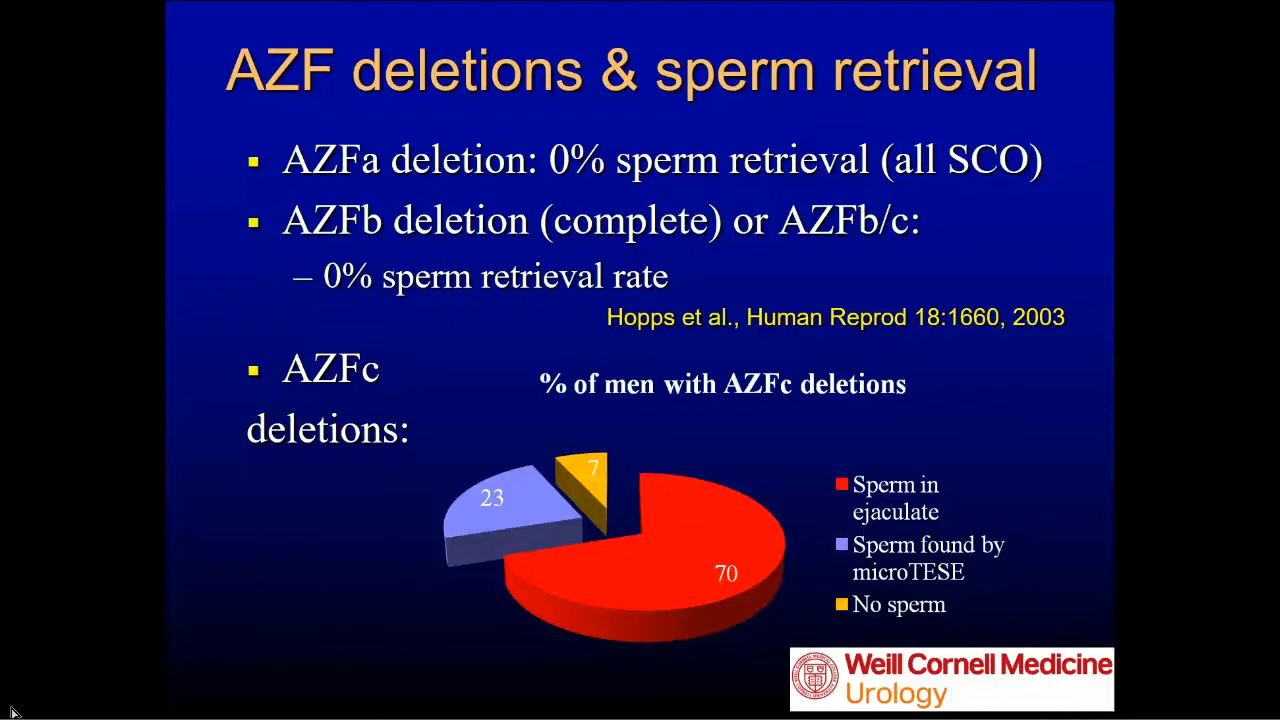 AZF deletions & sperm retrieval
▪ AZFa deletion: 0% sperm retrieval (all SCO)
▪ AZFb deletion (complete) or AZFb/c:
– 0% sperm retrieval rate
Hopps et al., Human Reprod 18:1660, 2003
▪ AZFc
deletions:
% of men with AZFc deletions
7
23
70
Sperm in
ejaculate
Sperm found by
microTESE
No sperm
Weill Cornell Medicine
Urology